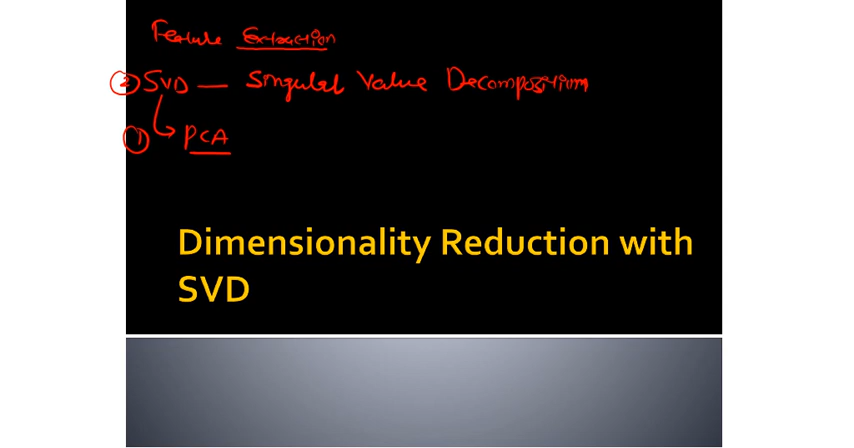 Feature Extraction
② SVD — Singular Value Decomposition
① PCA
Dimensionality Reduction with
SVD